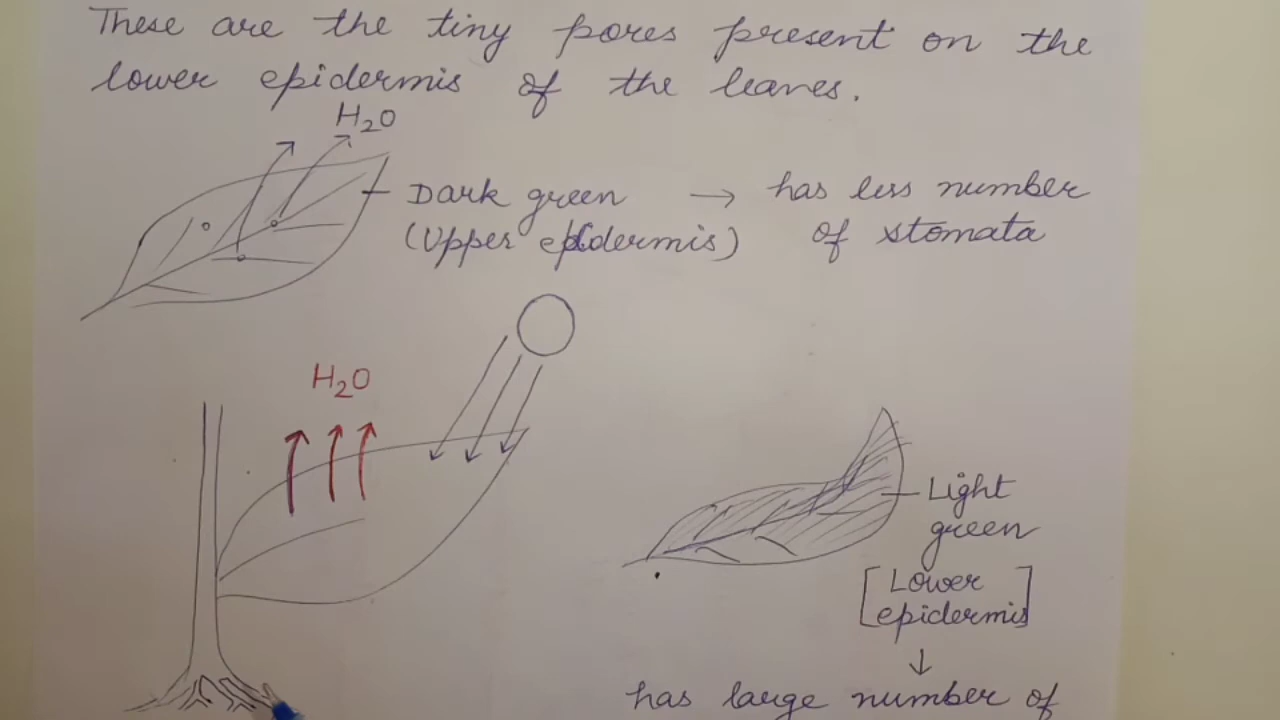 These are the tiny pores present on the
lower epidermis of the leaves.
H2O
Dark green → has less number
(Upper epidermis) of stomata
H2O
Light
green
[Lower
epidermis]
↓
has large number of